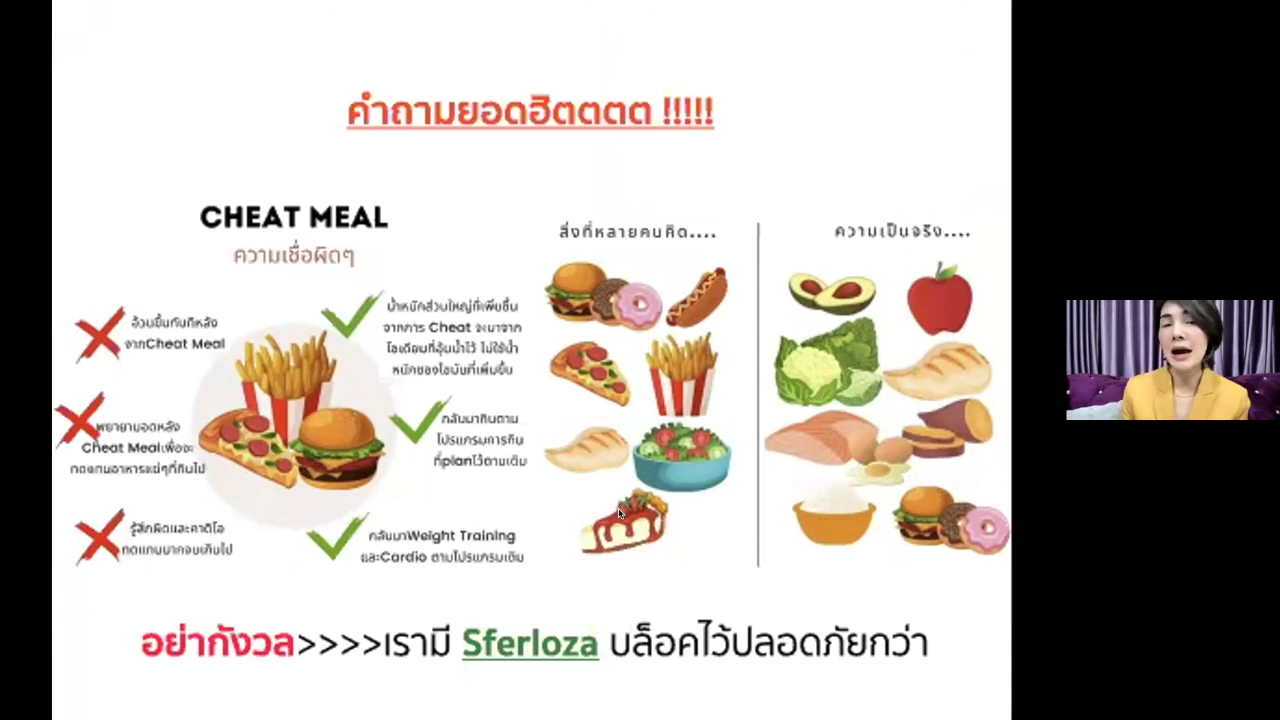 คำถามยอดฮิตตตต !!!!!
CHEAT MEAL
ความเชื่อผิดๆ
อ้วนขึ้นทันทีหลัง
จากCheat Meal
พยายามอดหลัง
Cheat Mealเพื่อจะ
ทดแทนอาหารแย่ๆที่กินไป
รู้สึกผิดและคาดิโอ
ทดแทนมากจนเกินไป
น้ำหนักส่วนใหญ่ที่เพิ่มขึ้น
จากการ Cheat จะมาจาก
โซเดียมที่อุ้มน้ำไว้ ไม่ใช่น้ำ
หนักของไขมันที่เพิ่มขึ้น
กลับมากินตาม
โปรแกรมการกิน
ที่planไว้ตามเดิม
กลับมาWeight Training
และCardio ตามโปรแกรมเดิม
สิ่งที่หลายคนคิด....
ความเป็นจริง....
อย่ากังวล>>>>เรามี Sferloza บล็อคไว้ปลอดภัยกว่า